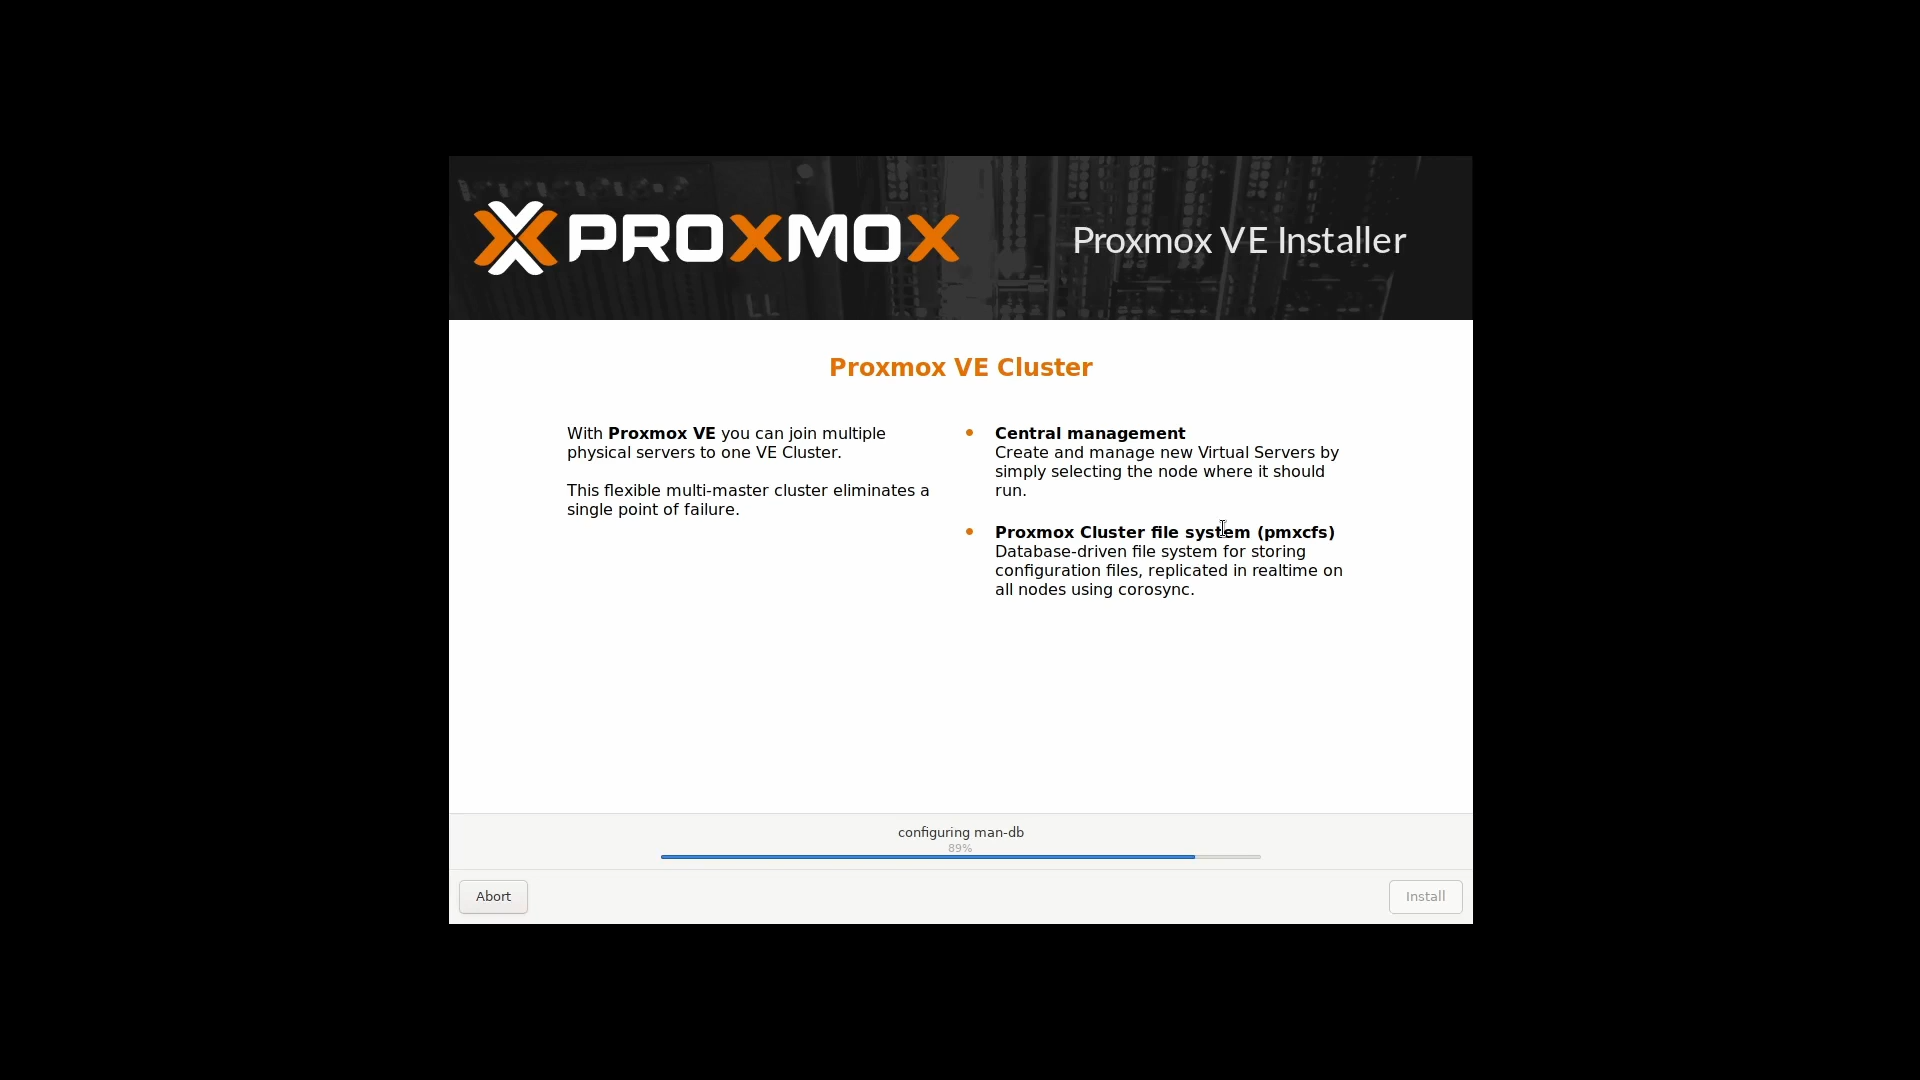 PROXMOX
Proxmox VE Installer
Proxmox VE Cluster
With Proxmox VE you can join multiple
physical servers to one VE Cluster.
This flexible multi-master cluster eliminates a
single point of failure.
Central management
Create and manage new Virtual Servers by
simply selecting the node where it should
run.
Proxmox Cluster file system (pmxcfs)
Database-driven file system for storing
configuration files, replicated in realtime on
all nodes using corosync.
configuring man-db
89%
Abort
Install